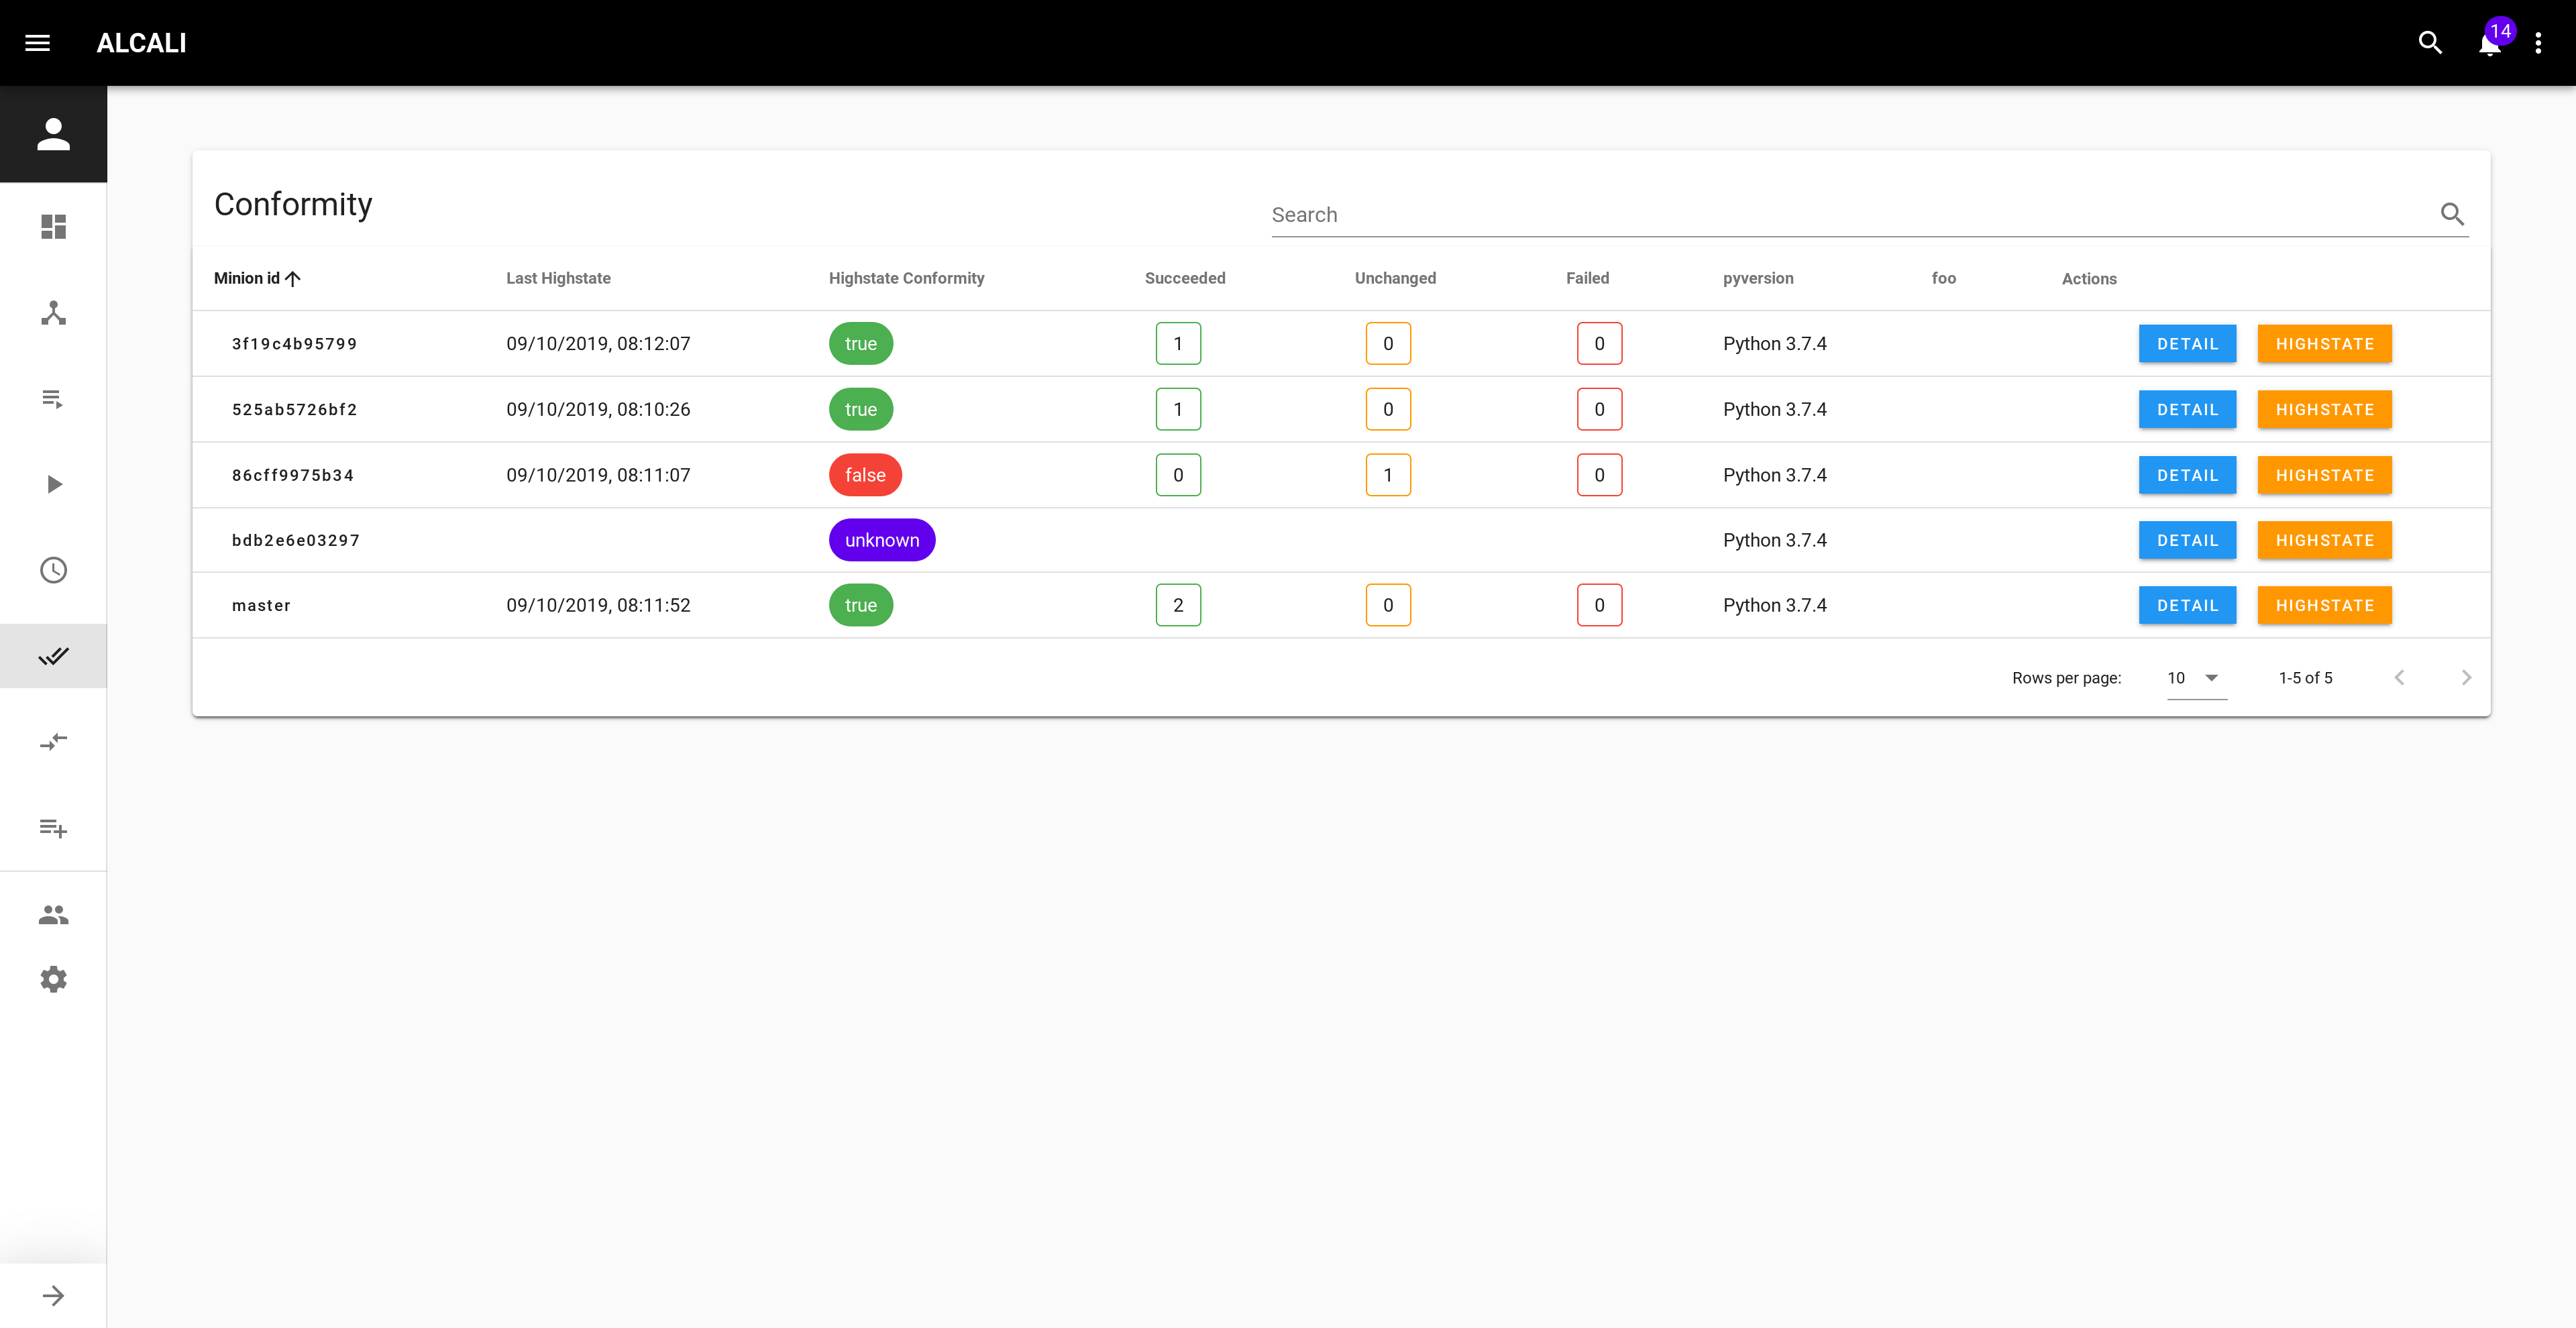 ALCALI
14
Conformity
Search
Minion id Last Highstate Highstate Conformity Succeeded Unchanged Failed pyversion foo Actions
3f19c4b95799 09/10/2019, 08:12:07 true 1 0 0 Python 3.7.4 DETAIL HIGHSTATE
525ab5726bf2 09/10/2019, 08:10:26 true 1 0 0 Python 3.7.4 DETAIL HIGHSTATE
86cff9975b34 09/10/2019, 08:11:07 false 0 1 0 Python 3.7.4 DETAIL HIGHSTATE
bdb2e6e03297 unknown Python 3.7.4 DETAIL HIGHSTATE
master 09/10/2019, 08:11:52 true 2 0 0 Python 3.7.4 DETAIL HIGHSTATE
Rows per page: 10 1-5 of 5